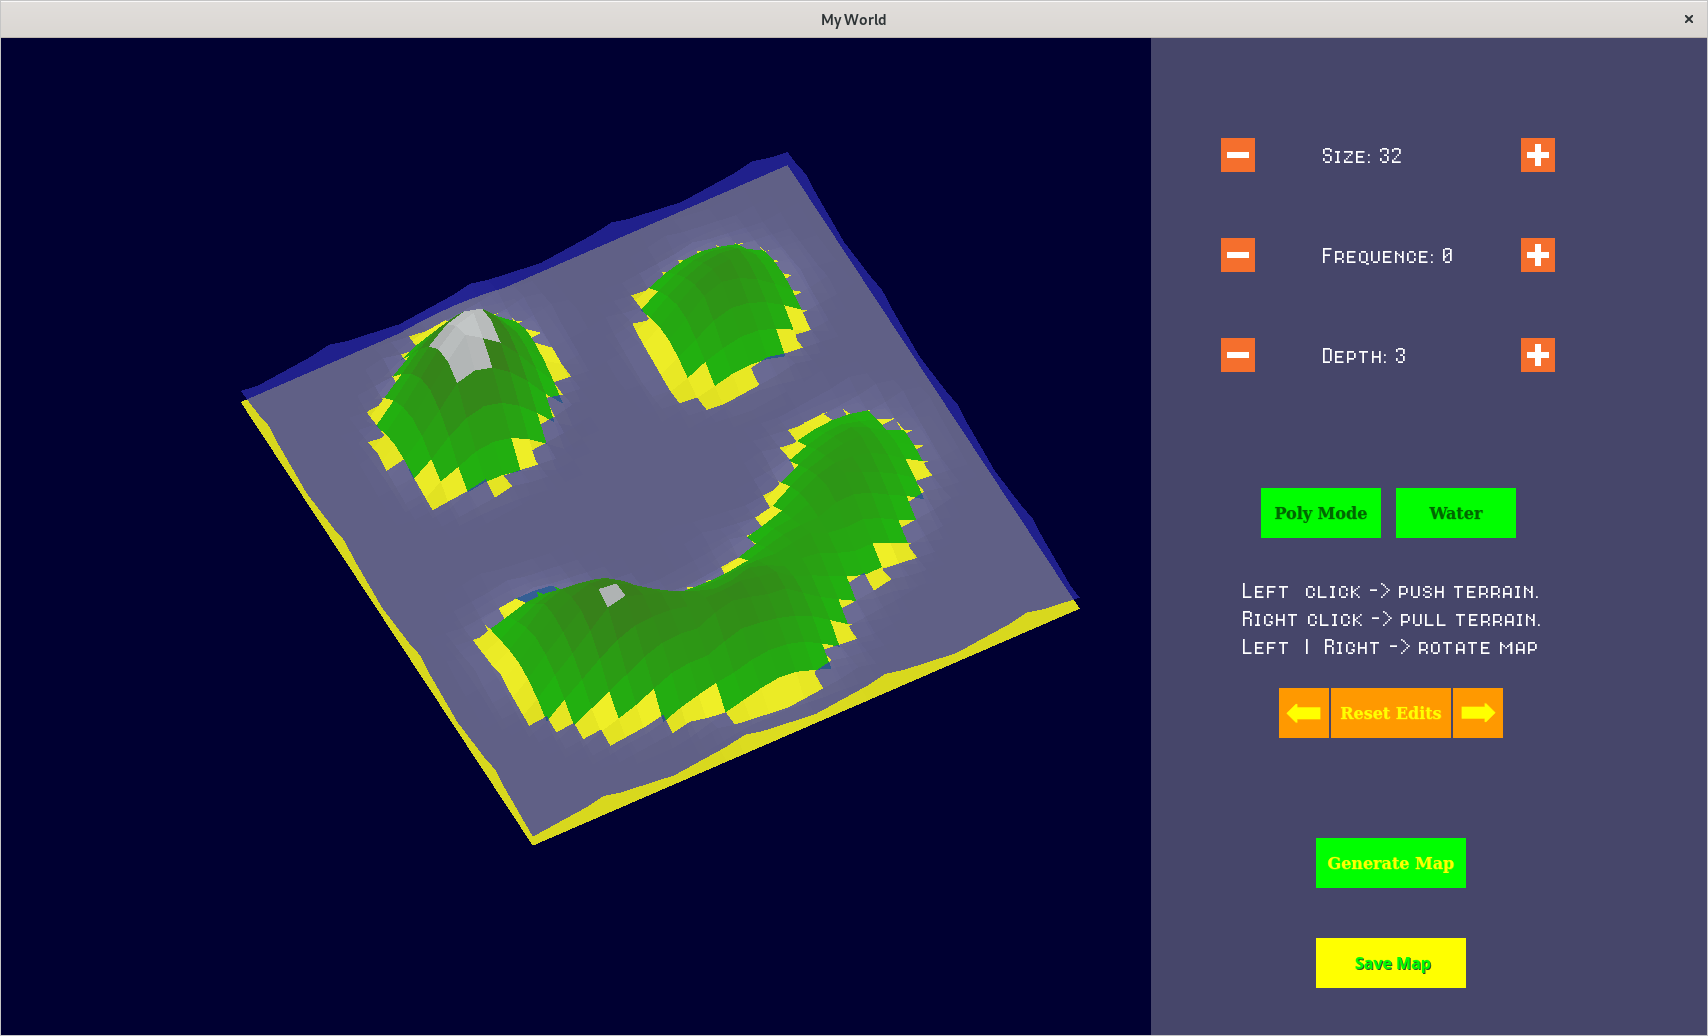 My World
Size: 32
Frequence: 0
Depth: 3
Poly Mode
Water
Left click -> push terrain.
Right click -> pull terrain.
Left | Right -> rotate map
Reset Edits
Generate Map
Save Map